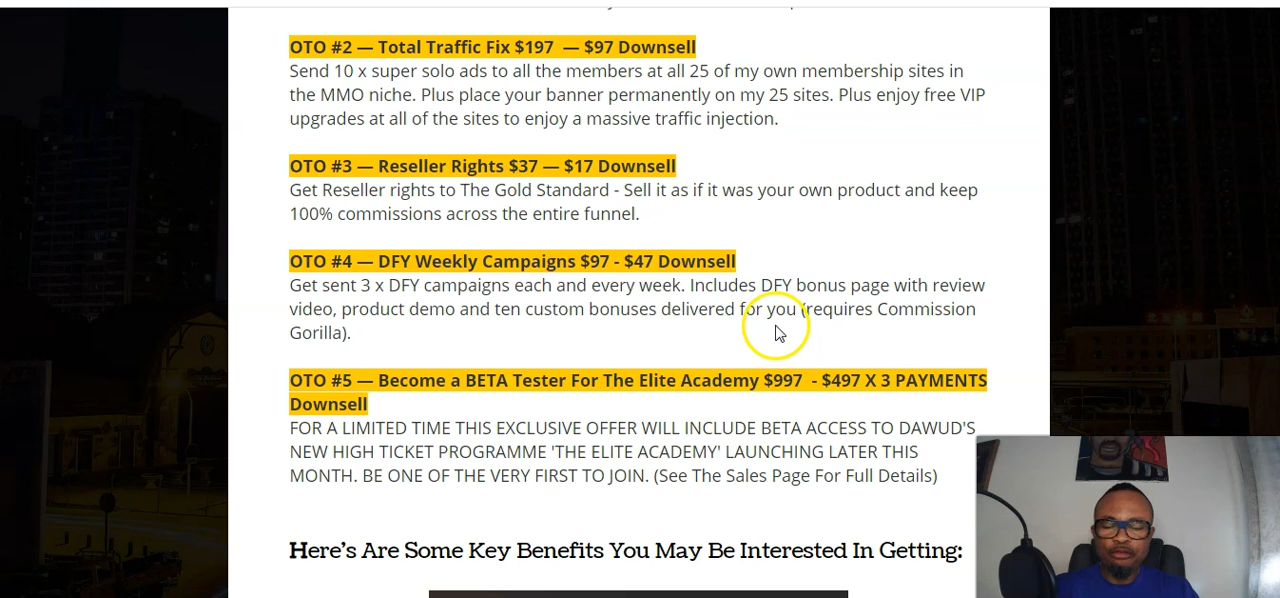 OTO #2 — Total Traffic Fix $197 — $97 Downsell
Send 10 x super solo ads to all the members at all 25 of my own membership sites in
the MMO niche. Plus place your banner permanently on my 25 sites. Plus enjoy free VIP
upgrades at all of the sites to enjoy a massive traffic injection.
OTO #3 — Reseller Rights $37 — $17 Downsell
Get Reseller rights to The Gold Standard - Sell it as if it was your own product and keep
100% commissions across the entire funnel.
OTO #4 — DFY Weekly Campaigns $97 - $47 Downsell
Get sent 3 x DFY campaigns each and every week. Includes DFY bonus page with review
video, product demo and ten custom bonuses delivered for you (requires Commission
Gorilla).
OTO #5 — Become a BETA Tester For The Elite Academy $997 - $497 X 3 PAYMENTS
Downsell
FOR A LIMITED TIME THIS EXCLUSIVE OFFER WILL INCLUDE BETA ACCESS TO DAWUD'S
NEW HIGH TICKET PROGRAMME 'THE ELITE ACADEMY' LAUNCHING LATER THIS
MONTH. BE ONE OF THE VERY FIRST TO JOIN. (See The Sales Page For Full Details)
Here's Are Some Key Benefits You May Be Interested In Getting: